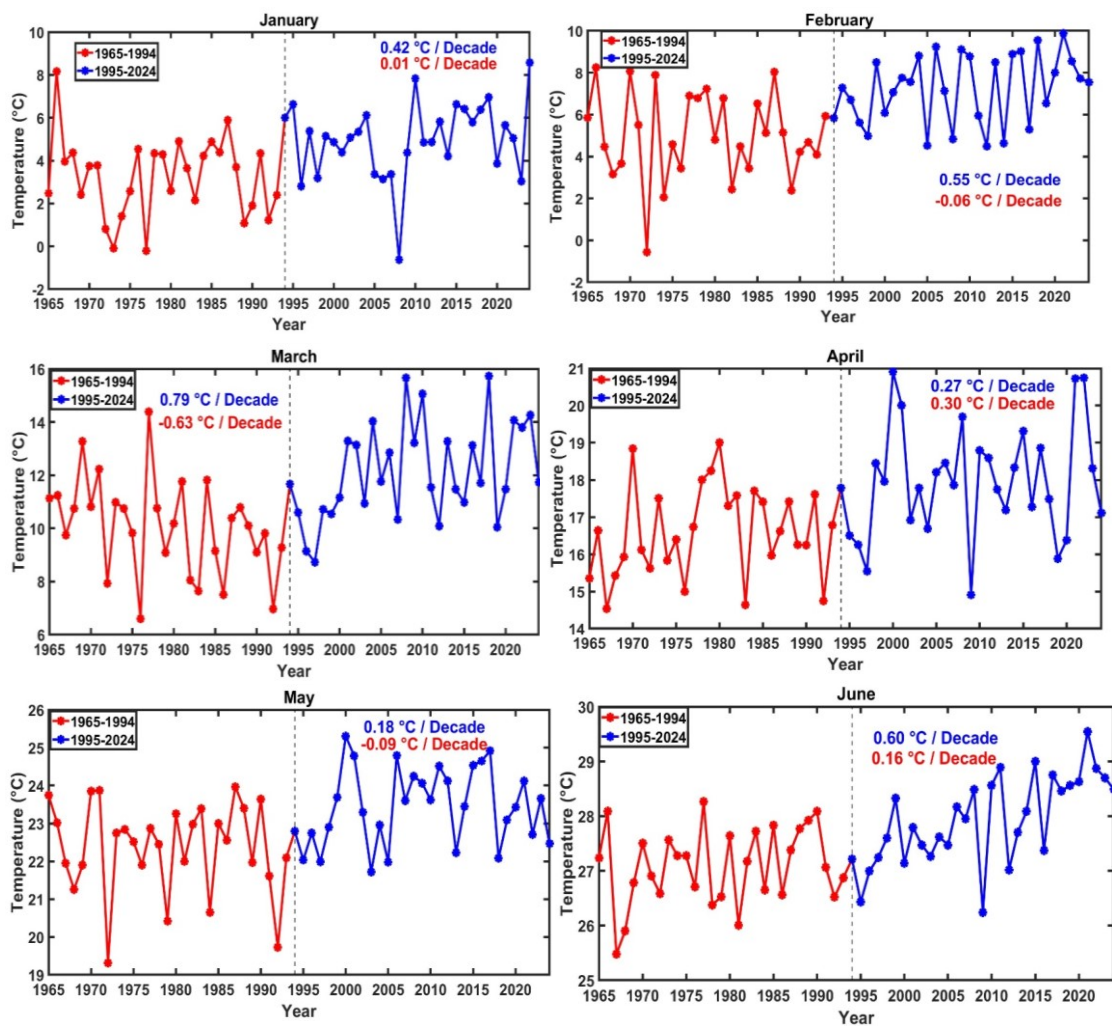 January
10
8
6
4
2
0
-2
Temperature (°C)
1965-1994
1995-2024
0.42 °C / Decade
0.01 °C / Decade
1965 1970 1975 1980 1985 1990 1995 2000 2005 2010 2015 2020
Year
February
10
8
6
4
2
0
-2
Temperature (°C)
1965-1994
1995-2024
0.55 °C / Decade
-0.06 °C / Decade
1965 1970 1975 1980 1985 1990 1995 2000 2005 2010 2015 2020
Year
March
16
14
12
10
8
6
Temperature (°C)
1965-1994
1995-2024
0.79 °C / Decade
-0.63 °C / Decade
1965 1970 1975 1980 1985 1990 1995 2000 2005 2010 2015 2020
Year
April
21
20
19
18
17
16
15
14
Temperature (°C)
1965-1994
1995-2024
0.27 °C / Decade
0.30 °C / Decade
1965 1970 1975 1980 1985 1990 1995 2000 2005 2010 2015 2020
Year
May
26
25
24
23
22
21
20
19
Temperature (°C)
1965-1994
1995-2024
0.18 °C / Decade
-0.09 °C / Decade
1965 1970 1975 1980 1985 1990 1995 2000 2005 2010 2015 2020
Year
June
30
29
28
27
26
25
Temperature (°C)
1965-1994
1995-2024
0.60 °C / Decade
0.16 °C / Decade
1965 1970 1975 1980 1985 1990 1995 2000 2005 2010 2015 2020
Year